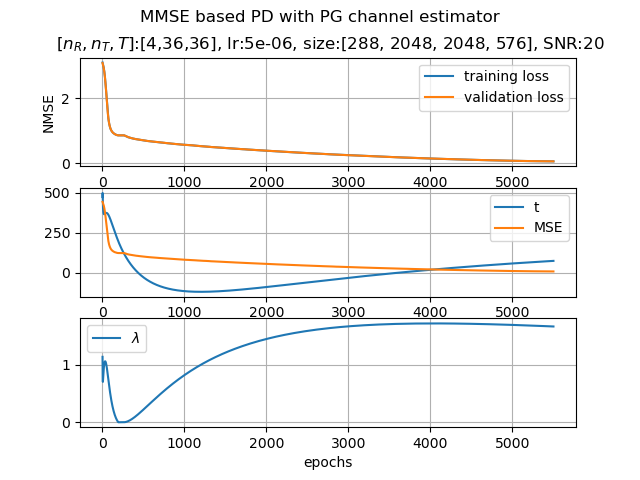 MMSE based PD with PG channel estimator
[n_R, n_T, T]:[4,36,36], lr:5e-06, size:[288, 2048, 2048, 576], SNR:20
NMSE
2
0
training loss
validation loss
0 1000 2000 3000 4000 5000
500
250
0
t
MSE
0 1000 2000 3000 4000 5000
1
0
λ
0 1000 2000 3000 4000 5000
epochs